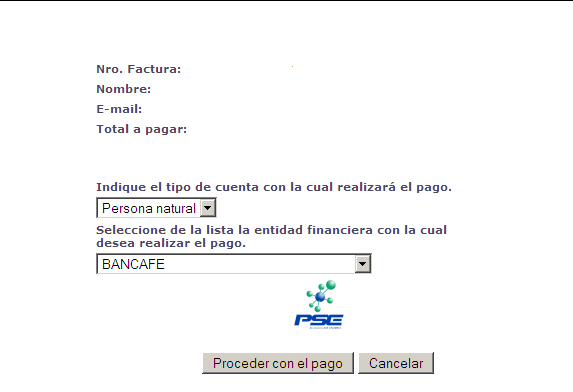 Nro. Factura:
Nombre:
E-mail:
Total a pagar:
Indique el tipo de cuenta con la cual realizará el pago.
Persona natural
Seleccione de la lista la entidad financiera con la cual
desea realizar el pago.
BANCAFE
PSE
Proceder con el pago Cancelar